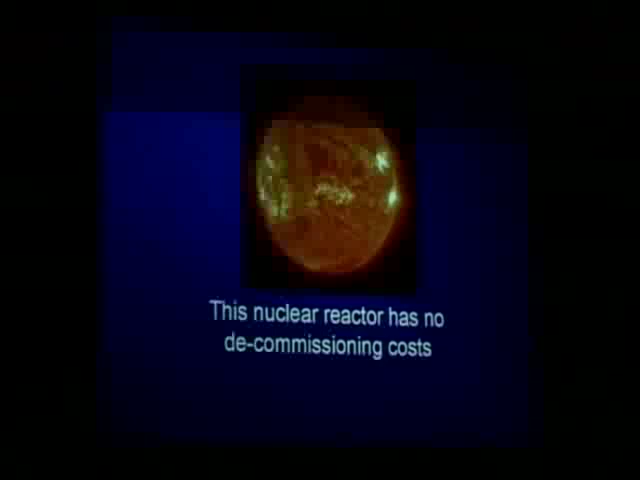 This nuclear reactor has no
de-commissioning costs